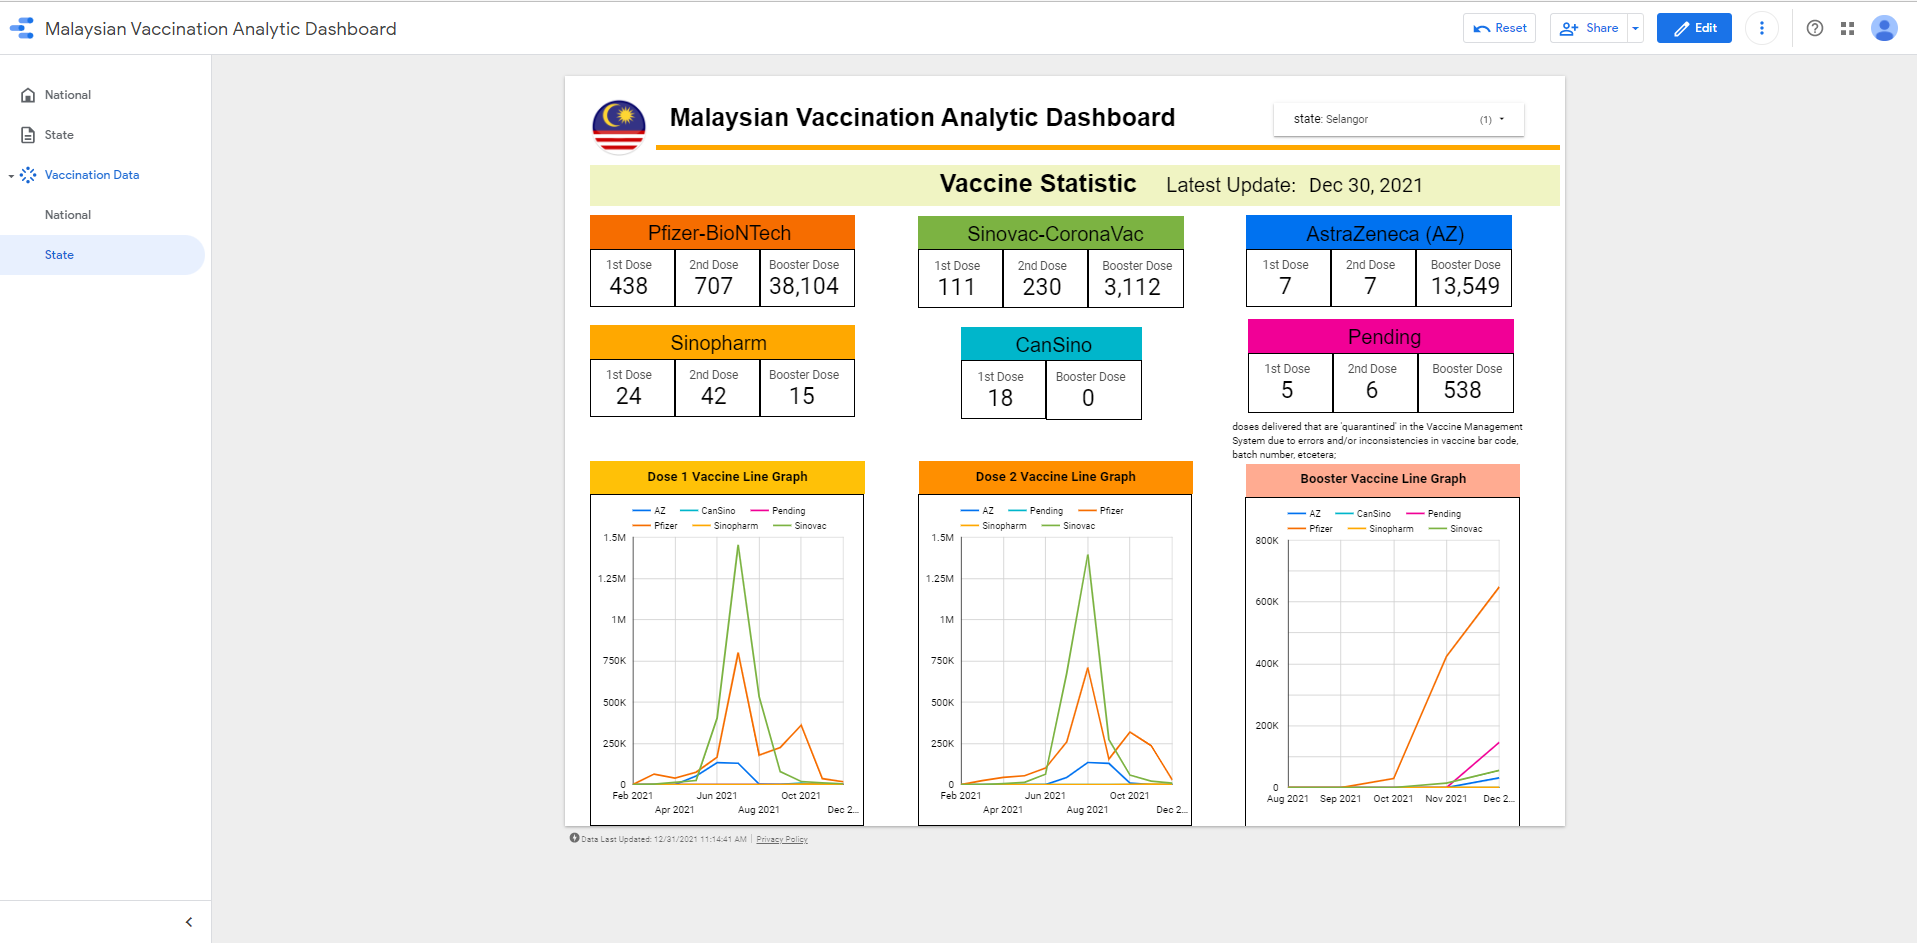 Malaysian Vaccination Analytic Dashboard
Reset
Share
Edit
National
State
Vaccination Data
National
State
Malaysian Vaccination Analytic Dashboard
state: Selangor (1)
Vaccine Statistic Latest Update: Dec 30, 2021
Pfizer-BioNTech
1st Dose 2nd Dose Booster Dose
438 707 38,104
Sinovac-CoronaVac
1st Dose 2nd Dose Booster Dose
111 230 3,112
AstraZeneca (AZ)
1st Dose 2nd Dose Booster Dose
7 7 13,549
Sinopharm
1st Dose 2nd Dose Booster Dose
24 42 15
CanSino
1st Dose Booster Dose
18 0
Pending
1st Dose 2nd Dose Booster Dose
5 6 538
doses delivered that are 'quarantined' in the Vaccine Management
System due to errors and/or inconsistencies in vaccine bar code,
batch number, etcetera;
Dose 1 Vaccine Line Graph
AZ CanSino Pending
Pfizer Sinopharm Sinovac
1.5M
1.25M
1M
750K
500K
250K
0
Feb 2021 Jun 2021 Oct 2021
Apr 2021 Aug 2021 Dec 2...
Dose 2 Vaccine Line Graph
AZ Pending Pfizer
Sinopharm Sinovac
1.5M
1.25M
1M
750K
500K
250K
0
Feb 2021 Jun 2021 Oct 2021
Apr 2021 Aug 2021 Dec 2...
Booster Vaccine Line Graph
AZ CanSino Pending
Pfizer Sinopharm Sinovac
800K
600K
400K
200K
0
Aug 2021 Sep 2021 Oct 2021 Nov 2021 Dec 2...
Data Last Updated: 12/31/2021 11:14:41 AM | Privacy Policy